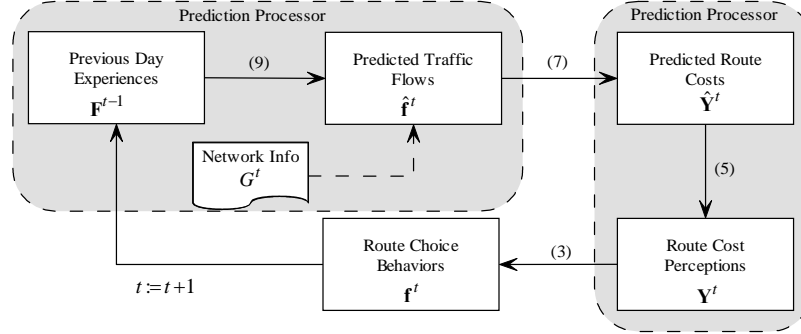 Prediction Processor
Prediction Processor
Previous Day
Experiences
F^{t−1}
(9)
Predicted Traffic
Flows
f̂^t
(7)
Predicted Route
Costs
Ŷ^t
Network Info
G^t
(5)
Route Choice
Behaviors
f^t
(3)
Route Cost
Perceptions
Y^t
t := t+1